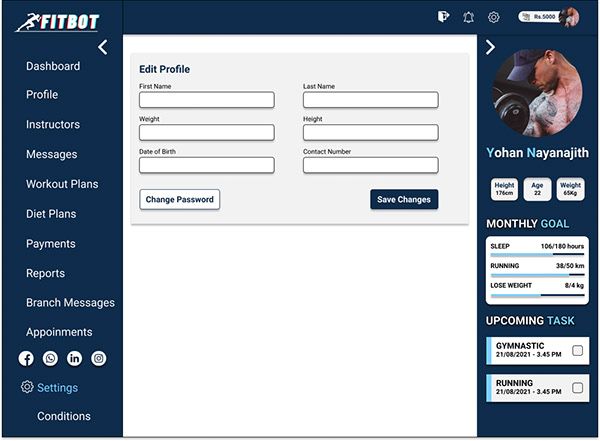 FITBOT
Rs.5000
Dashboard
Profile
Instructors
Messages
Workout Plans
Diet Plans
Payments
Reports
Branch Messages
Appoinments
Settings
Conditions
Edit Profile
First Name
Last Name
Weight
Height
Date of Birth
Contact Number
Change Password
Save Changes
Yohan Nayanajith
Height
176cm
Age
22
Weight
65Kg
MONTHLY GOAL
SLEEP 106/180 hours
RUNNING 38/50 km
LOSE WEIGHT 8/4 kg
UPCOMING TASK
GYMNASTIC
21/08/2021 - 3.45 PM
RUNNING
21/08/2021 - 3.45 PM